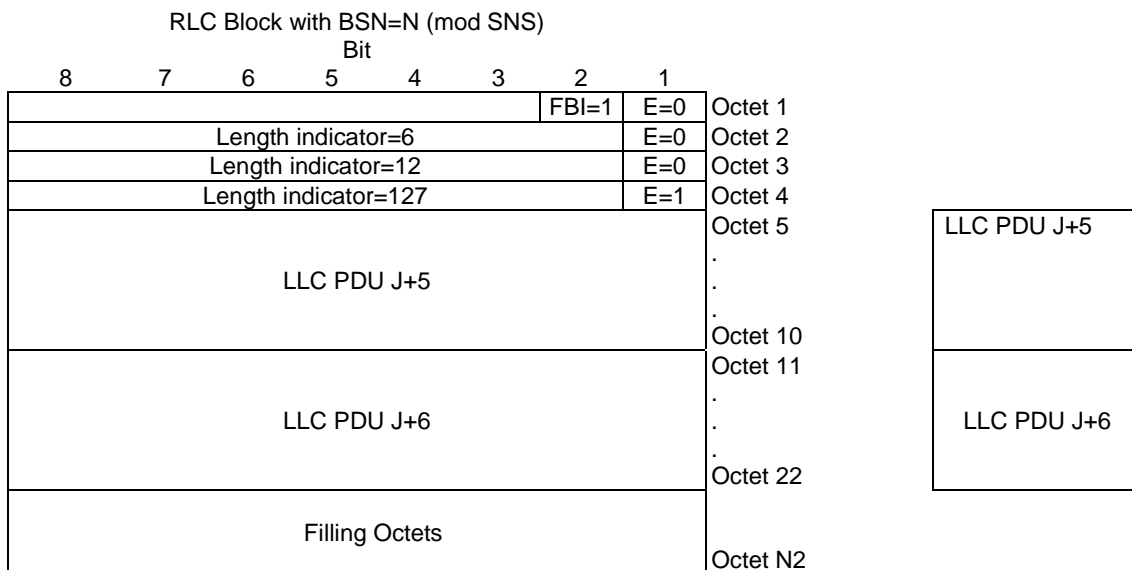 RLC Block with BSN=N (mod SNS)
Bit
8 7 6 5 4 3 2 1
FBI=1 E=0 Octet 1
Length indicator=6 E=0 Octet 2
Length indicator=12 E=0 Octet 3
Length indicator=127 E=1 Octet 4
Octet 5 LLC PDU J+5
.
LLC PDU J+5 .
.
Octet 10
Octet 11
.
LLC PDU J+6 . LLC PDU J+6
.
Octet 22
Filling Octets
Octet N2